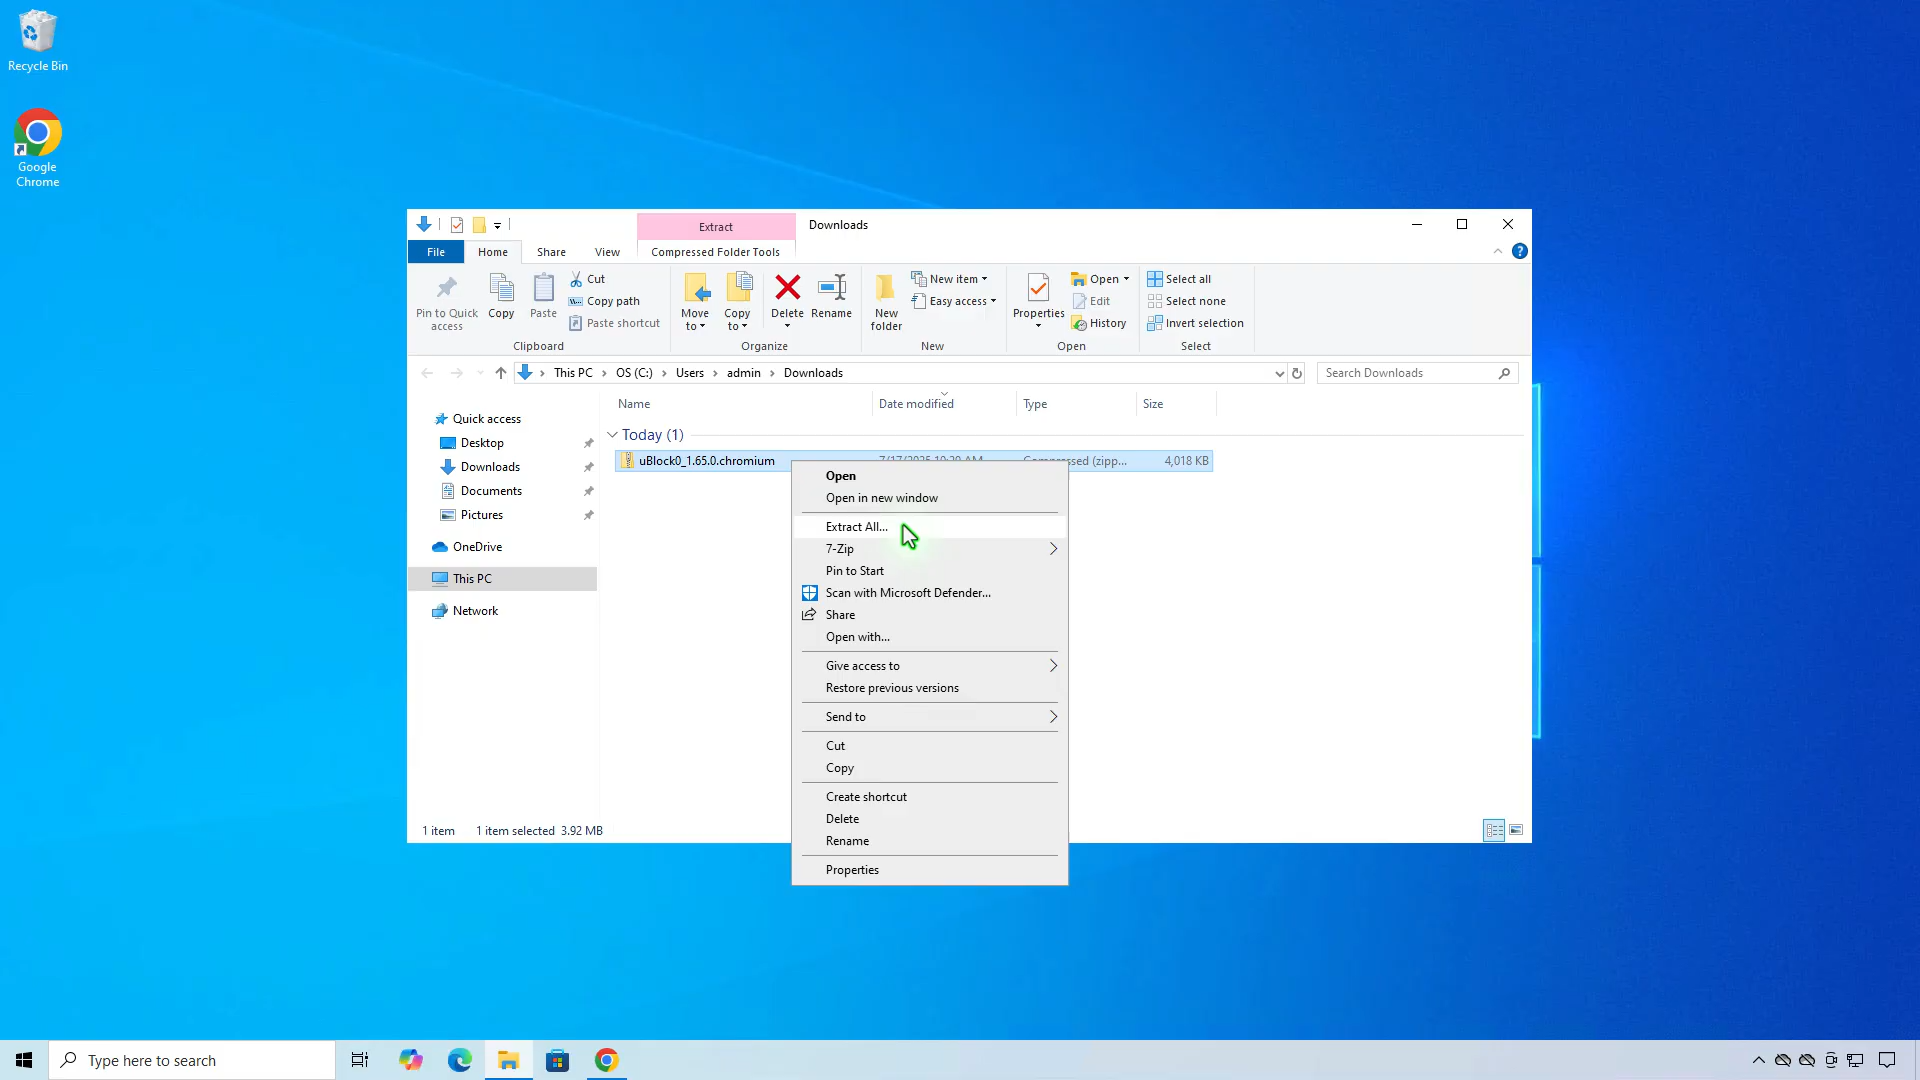 Recycle Bin
Google
Chrome
Extract
Downloads
File
Home
Share
View
Compressed Folder Tools
Pin to Quick
access
Copy
Paste
Cut
Copy path
Paste shortcut
Clipboard
Move
to
Copy
to
Delete
Rename
Organize
New
folder
New item
Easy access
New
Properties
Open
Edit
History
Open
Select all
Select none
Invert selection
Select
This PC
OS (C:)
Users
admin
Downloads
Search Downloads
Name
Date modified
Type
Size
Quick access
Desktop
Downloads
Documents
Pictures
OneDrive
This PC
Network
Today (1)
uBlock0_1.65.0.chromium
4,018 KB
Open
Open in new window
Extract All...
7-Zip
Pin to Start
Scan with Microsoft Defender...
Share
Open with...
Give access to
Restore previous versions
Send to
Cut
Copy
Create shortcut
Delete
Rename
Properties
1 item
1 item selected 3.92 MB
Type here to search